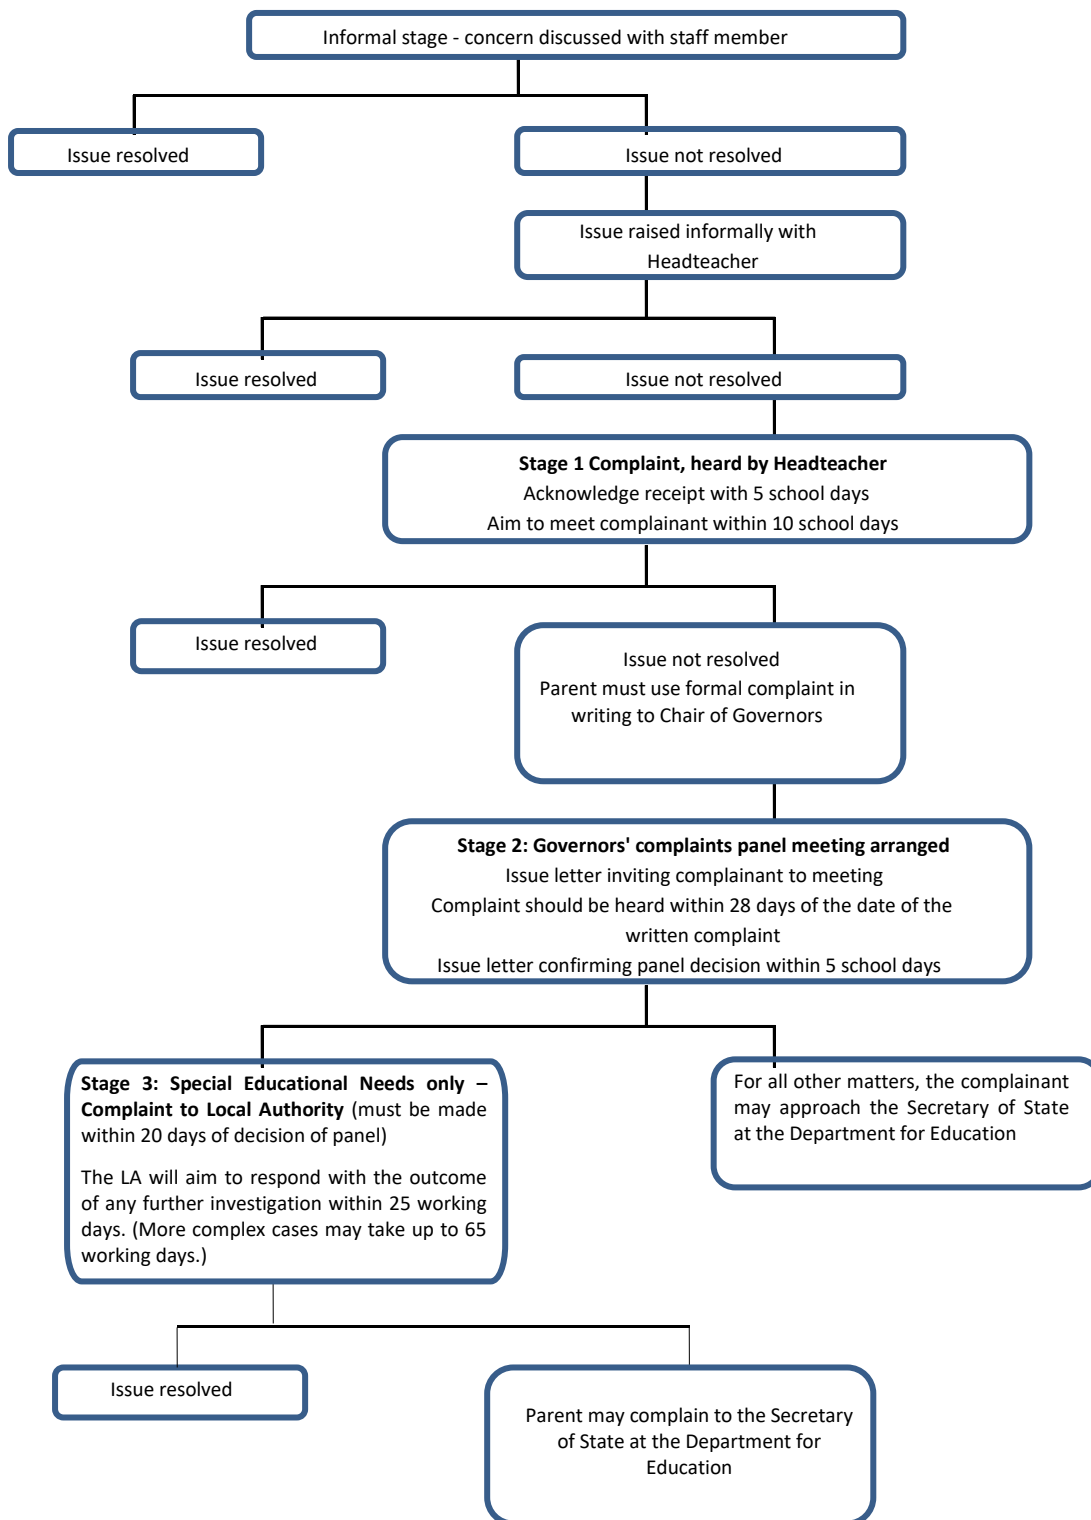 Informal stage - concern discussed with staff member
Issue resolved
Issue not resolved
Issue raised informally with
Headteacher
Issue resolved
Issue not resolved
Stage 1 Complaint, heard by Headteacher
Acknowledge receipt with 5 school days
Aim to meet complainant within 10 school days
Issue resolved
Issue not resolved
Parent must use formal complaint in
writing to Chair of Governors
Stage 2: Governors' complaints panel meeting arranged
Issue letter inviting complainant to meeting
Complaint should be heard within 28 days of the date of the
written complaint
Issue letter confirming panel decision within 5 school days
Stage 3: Special Educational Needs only –
Complaint to Local Authority (must be made
within 20 days of decision of panel)
The LA will aim to respond with the outcome
of any further investigation within 25 working
days. (More complex cases may take up to 65
working days.)
For all other matters, the complainant
may approach the Secretary of State
at the Department for Education
Issue resolved
Parent may complain to the Secretary
of State at the Department for
Education